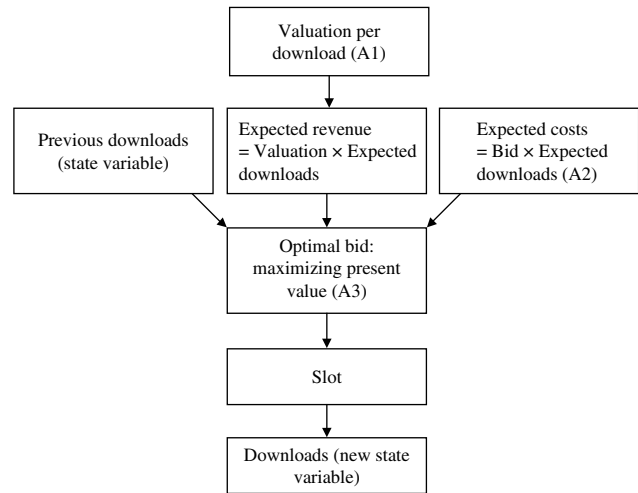 Valuation per
download (A1)
Previous downloads
(state variable)
Expected revenue
= Valuation × Expected
downloads
Expected costs
= Bid × Expected
downloads (A2)
Optimal bid:
maximizing present
value (A3)
Slot
Downloads (new state
variable)